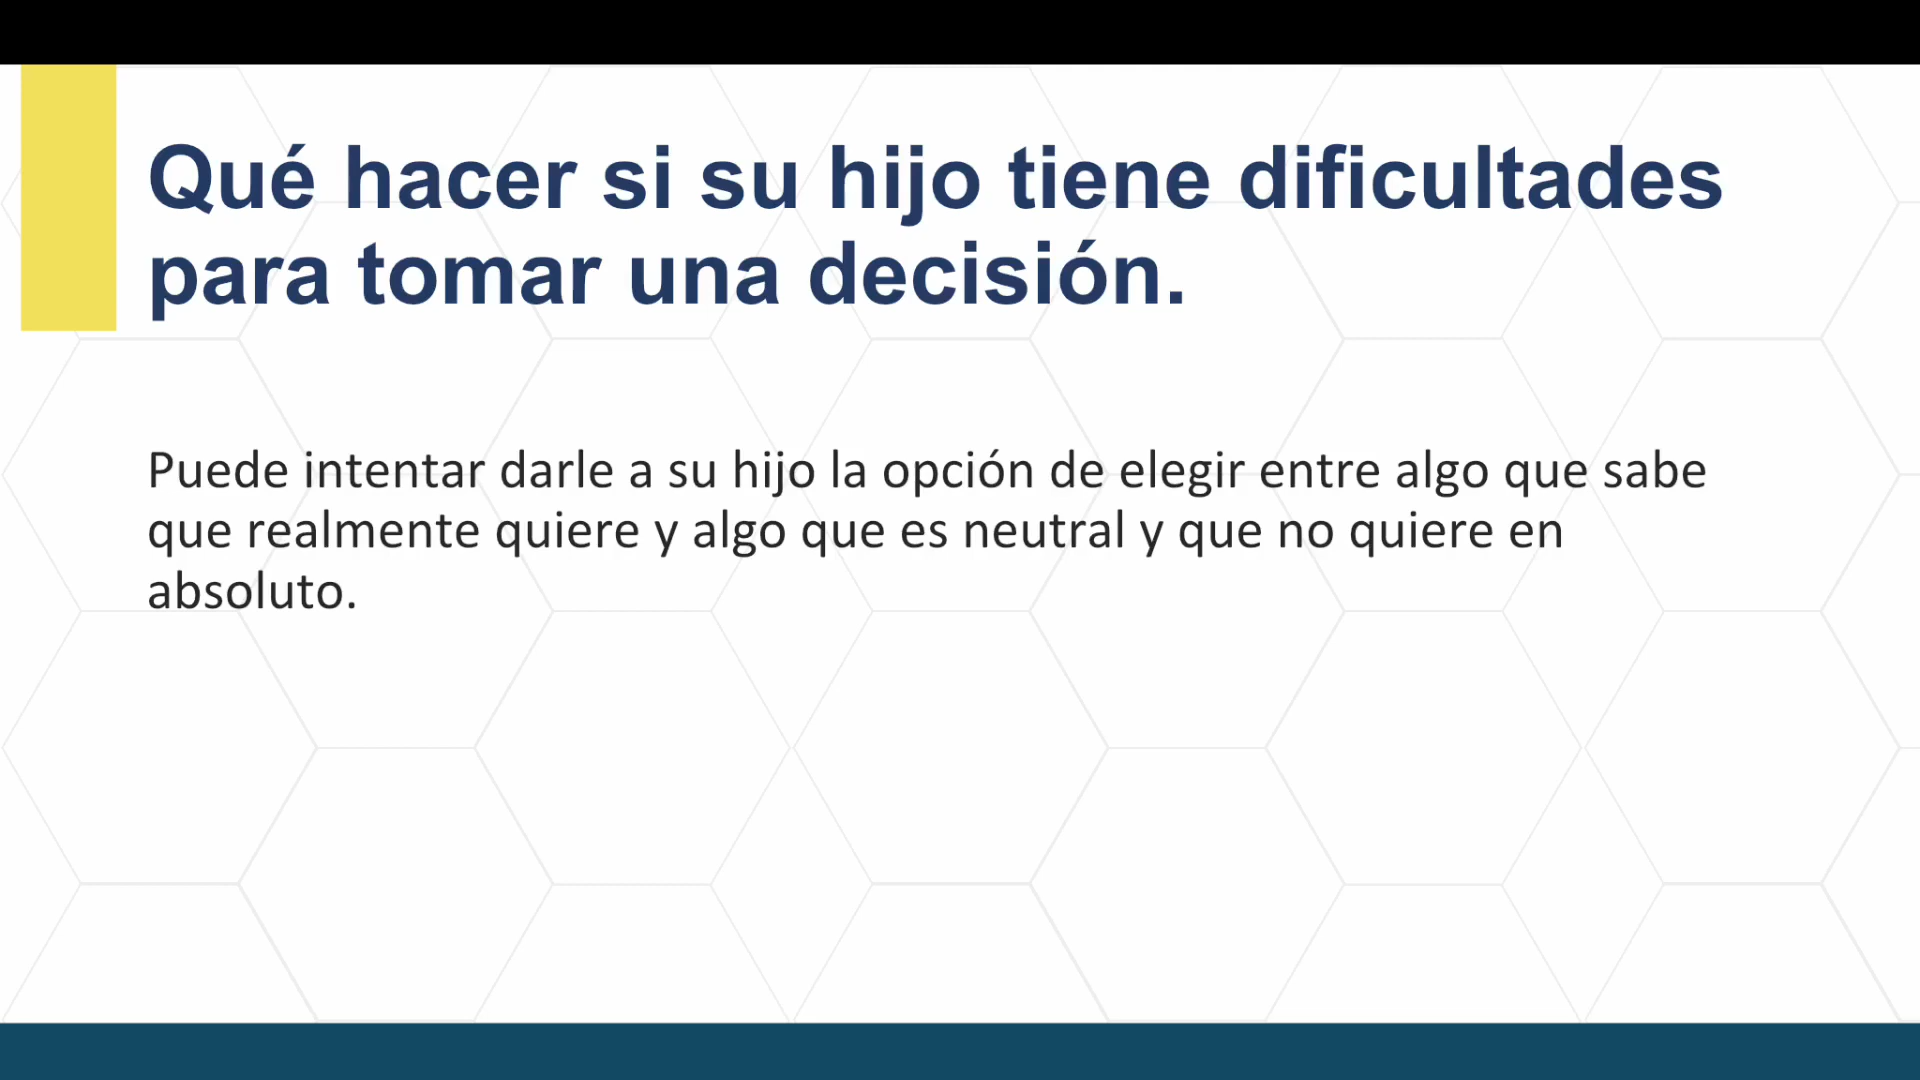 Qué hacer si su hijo tiene dificultades
para tomar una decisión.
Puede intentar darle a su hijo la opción de elegir entre algo que sabe
que realmente quiere y algo que es neutral y que no quiere en
absoluto.